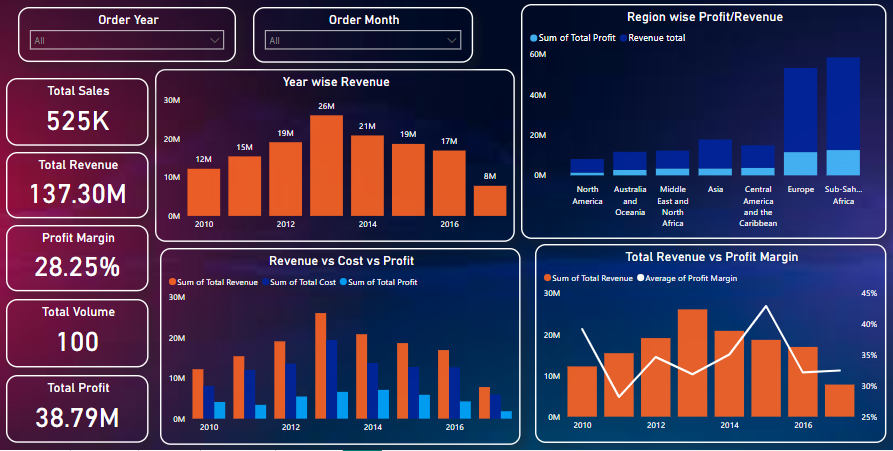 Order Year
All
Order Month
All
Total Sales
525K
Total Revenue
137.30M
Profit Margin
28.25%
Total Volume
100
Total Profit
38.79M
Year wise Revenue
30M
20M
10M
0M
12M
15M
19M
26M
21M
19M
17M
8M
2010
2012
2014
2016
Region wise Profit/Revenue
Sum of Total Profit
Revenue total
60M
40M
20M
0M
North
America
Australia
and
Oceania
Middle
East and
North
Africa
Asia
Central
America
and the
Caribbean
Europe
Sub-Sah...
Africa
Revenue vs Cost vs Profit
Sum of Total Revenue
Sum of Total Cost
Sum of Total Profit
30M
20M
10M
0M
2010
2012
2014
2016
Total Revenue vs Profit Margin
Sum of Total Revenue
Average of Profit Margin
30M
20M
10M
0M
45%
40%
35%
30%
25%
2010
2012
2014
2016